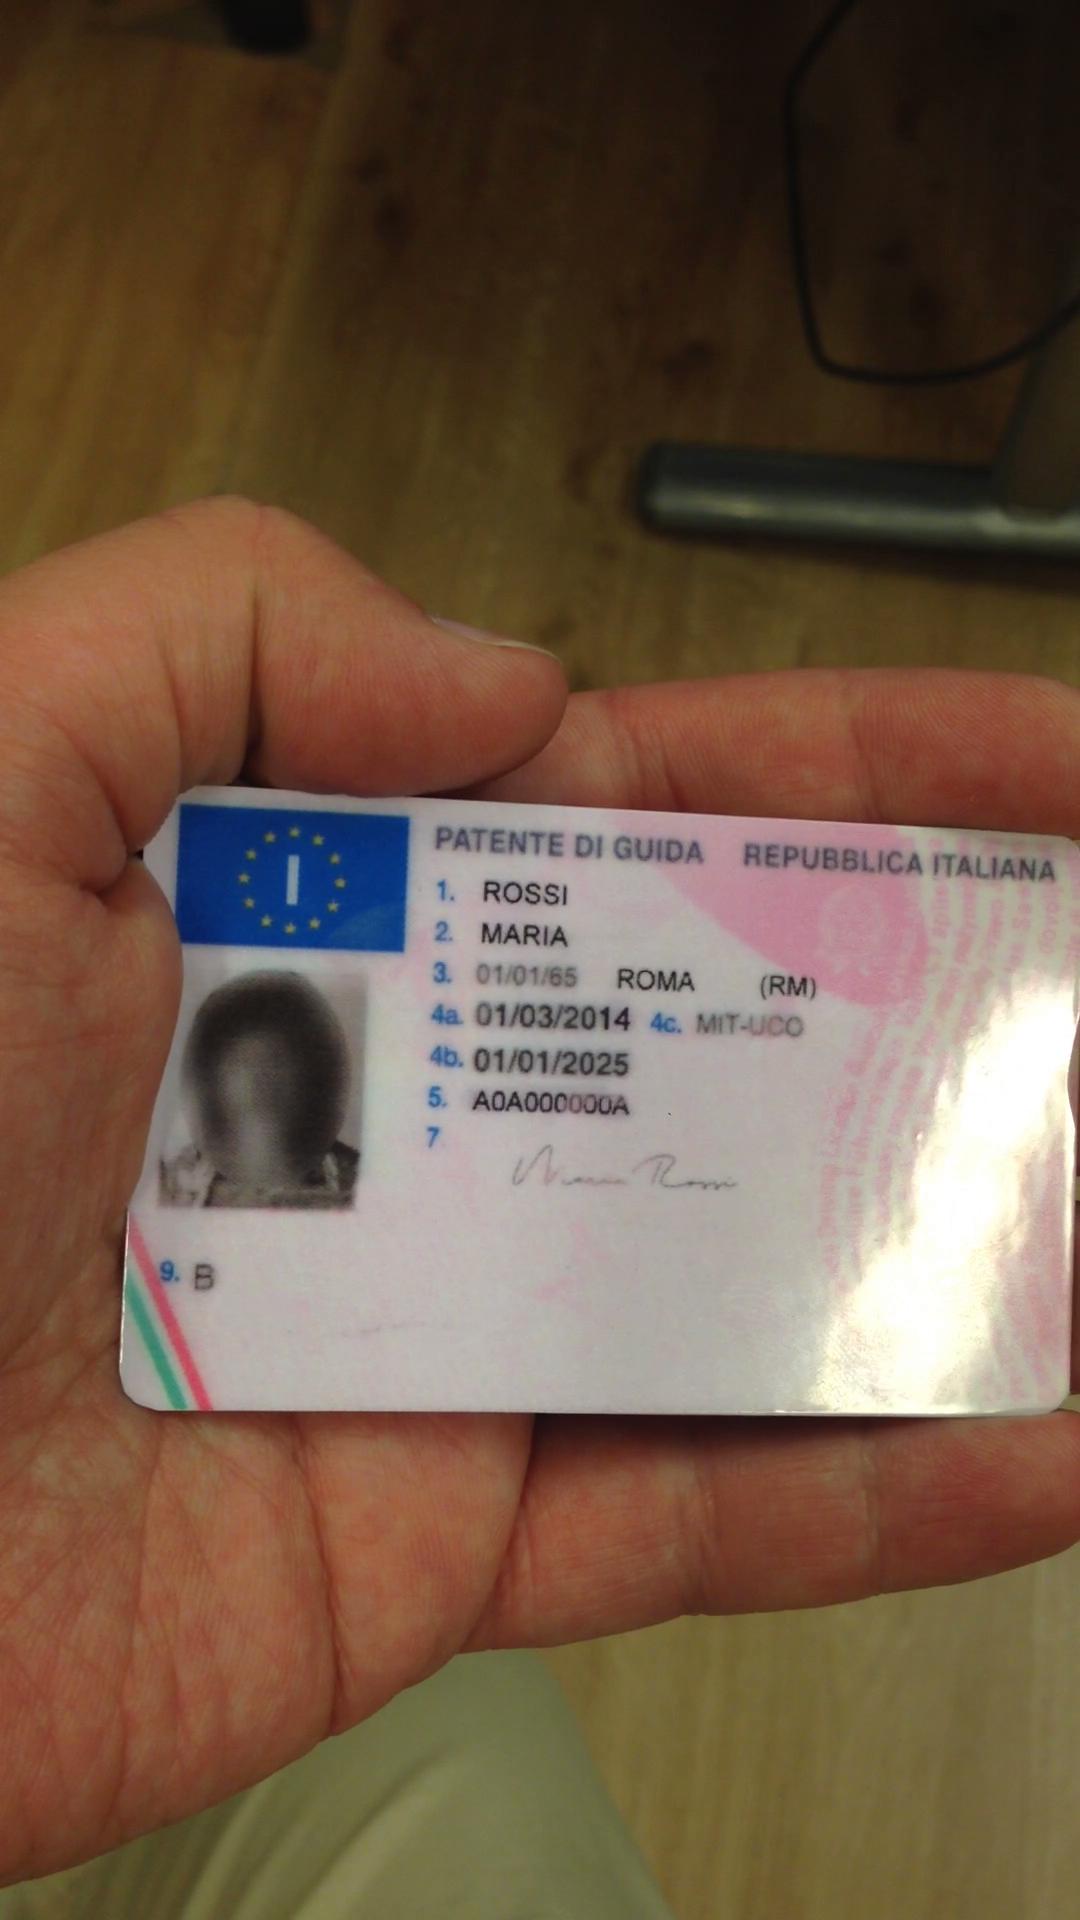 I
PATENTE DI GUIDA REPUBBLICA ITALIANA
1. ROSSI
2. MARIA
3. 01/01/65 ROMA (RM)
4a. 01/03/2014 4c. MIT-UCO
4b. 01/01/2025
5. A0A000000A
7
Maria Rossi
9. B